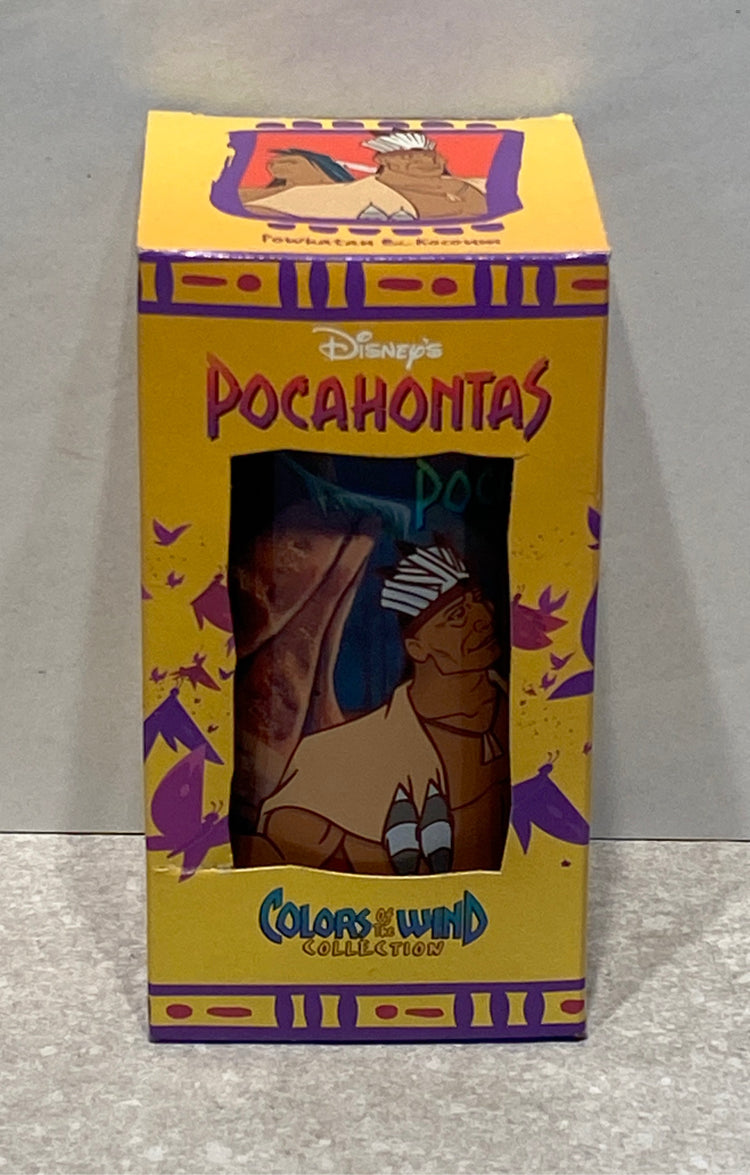 Powhatan & Kocoum
Disney's
POCAHONTAS
POC
COLORS OF THE WIND
COLLECTION